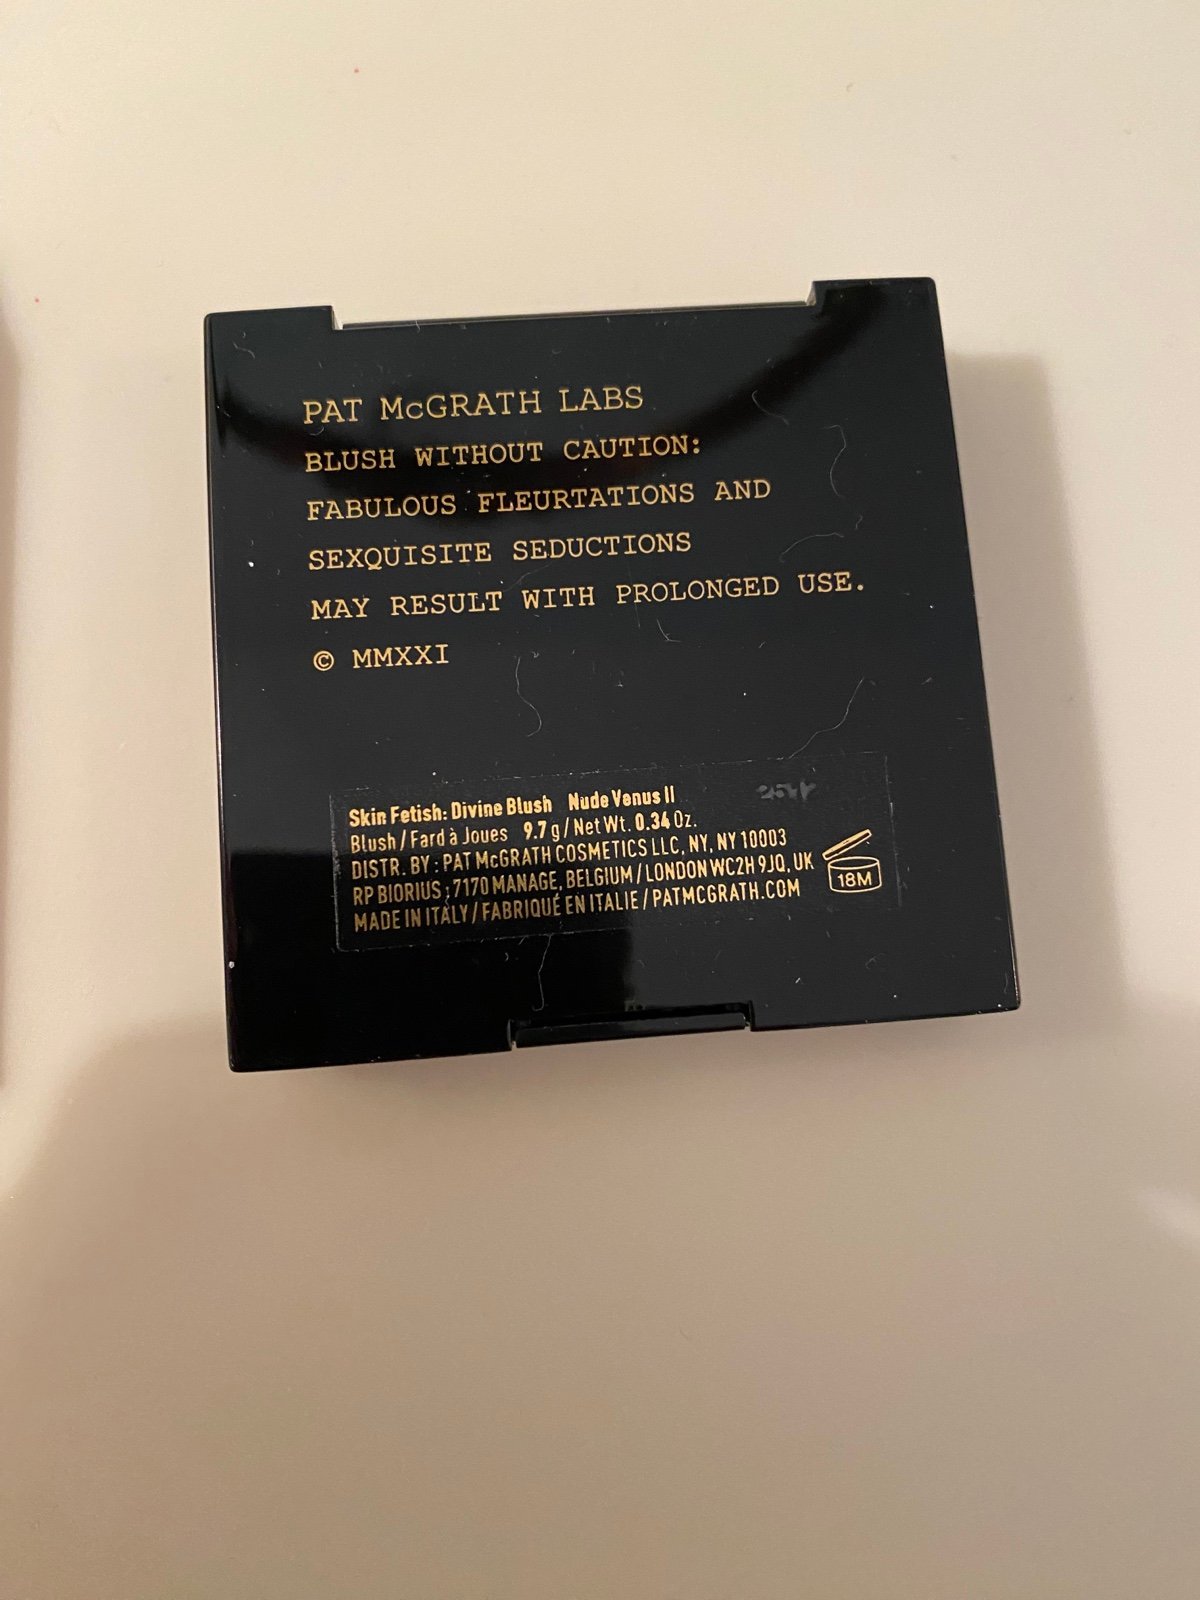 PAT McGRATH LABS
BLUSH WITHOUT CAUTION:
FABULOUS FLEURTATIONS AND
SEXQUISITE SEDUCTIONS
MAY RESULT WITH PROLONGED USE.
© MMXXI
Skin Fetish: Divine Blush Nude Venus II
Blush / Fard à Joues 9.7 g / Net Wt. 0.34 Oz.
DISTR. BY : PAT McGRATH COSMETICS LLC, NY, NY 10003
RP BIORIUS : 7170 MANAGE, BELGIUM / LONDON WC2H 9JQ, UK
MADE IN ITALY / FABRIQUÉ EN ITALIE / PATMCGRATH.COM
18M